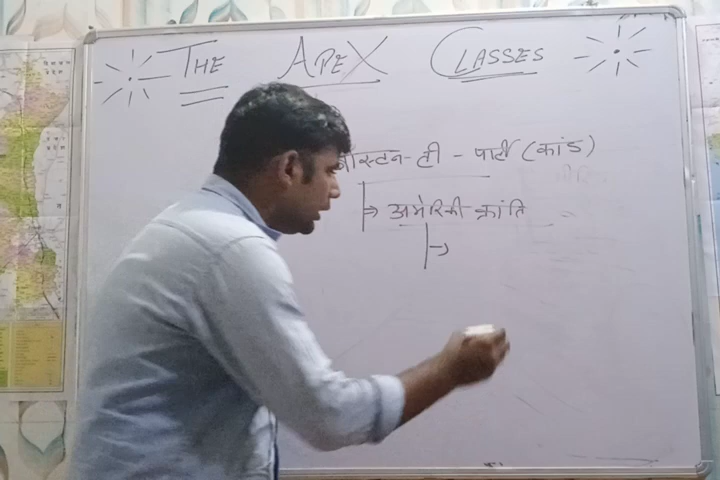 THE APEX CLASSES
बोस्टन-टी-पार्टी (कांड)
⇒ अमेरिकी क्रांति
→